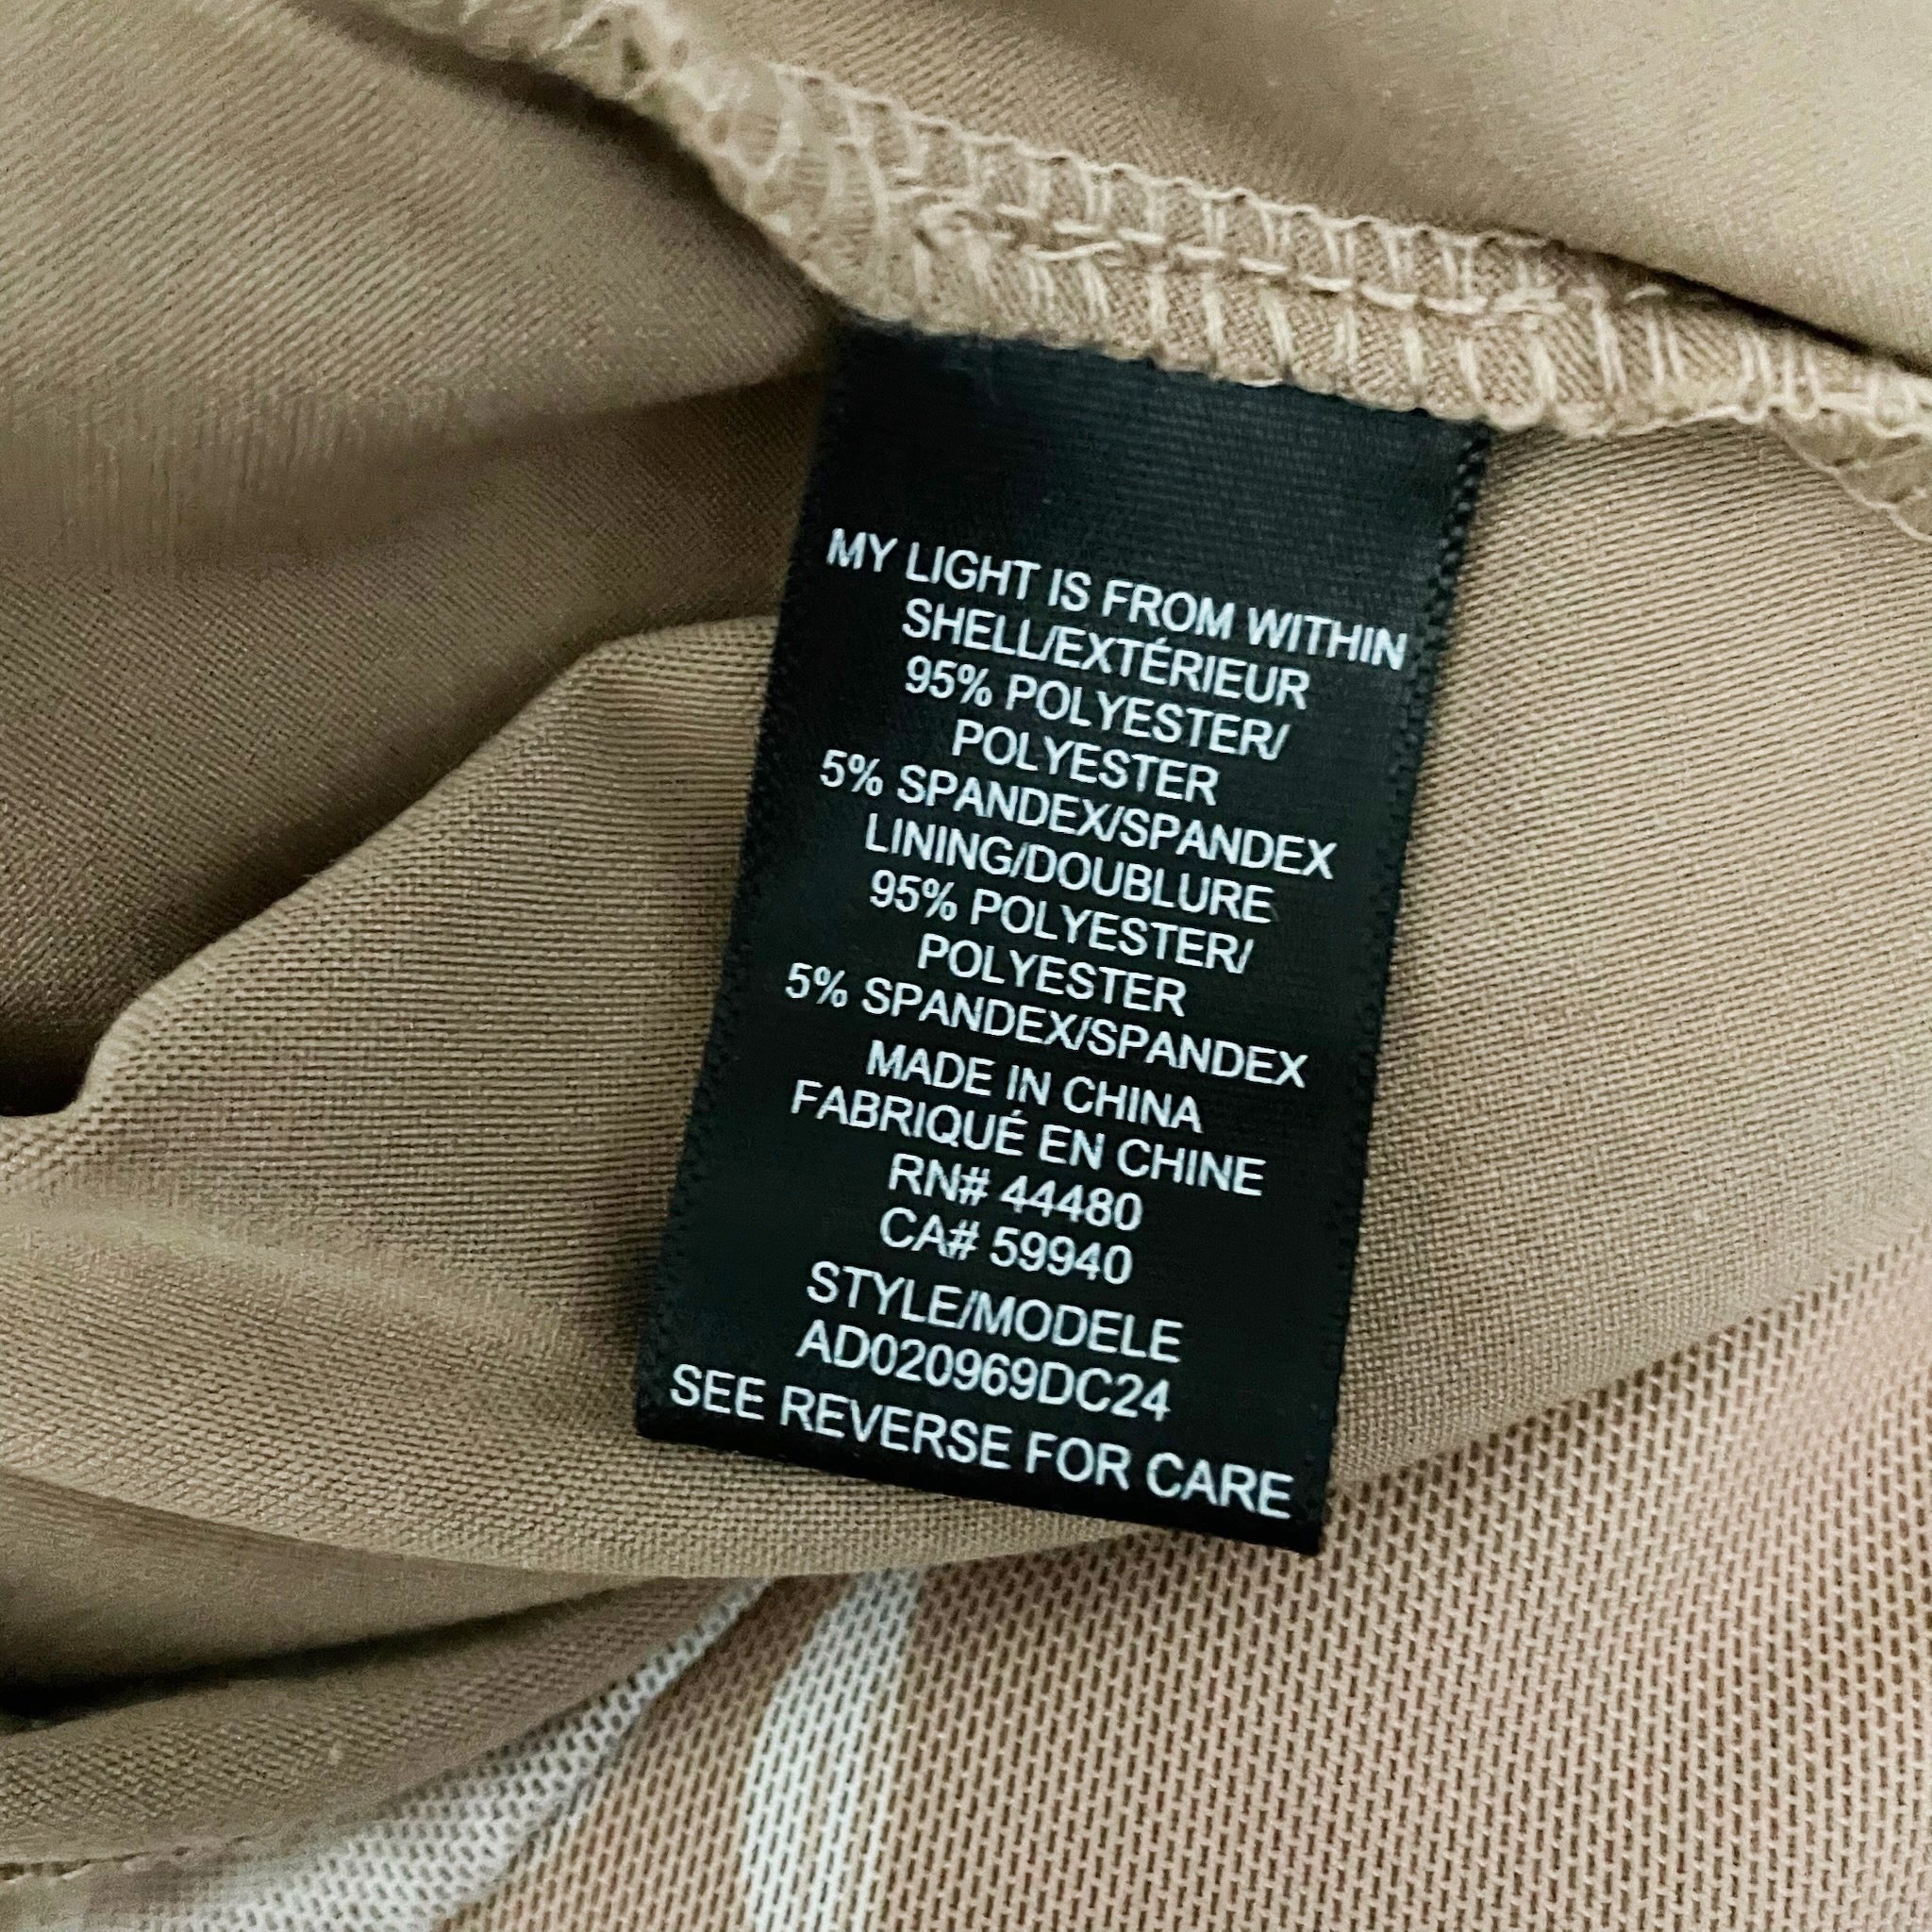 MY LIGHT IS FROM WITHIN
SHELL/EXTÉRIEUR
95% POLYESTER/
POLYESTER
5% SPANDEX/SPANDEX
LINING/DOUBLURE
95% POLYESTER/
POLYESTER
5% SPANDEX/SPANDEX
MADE IN CHINA
FABRIQUÉ EN CHINE
RN# 44480
CA# 59940
STYLE/MODELE
AD020969DC24
SEE REVERSE FOR CARE